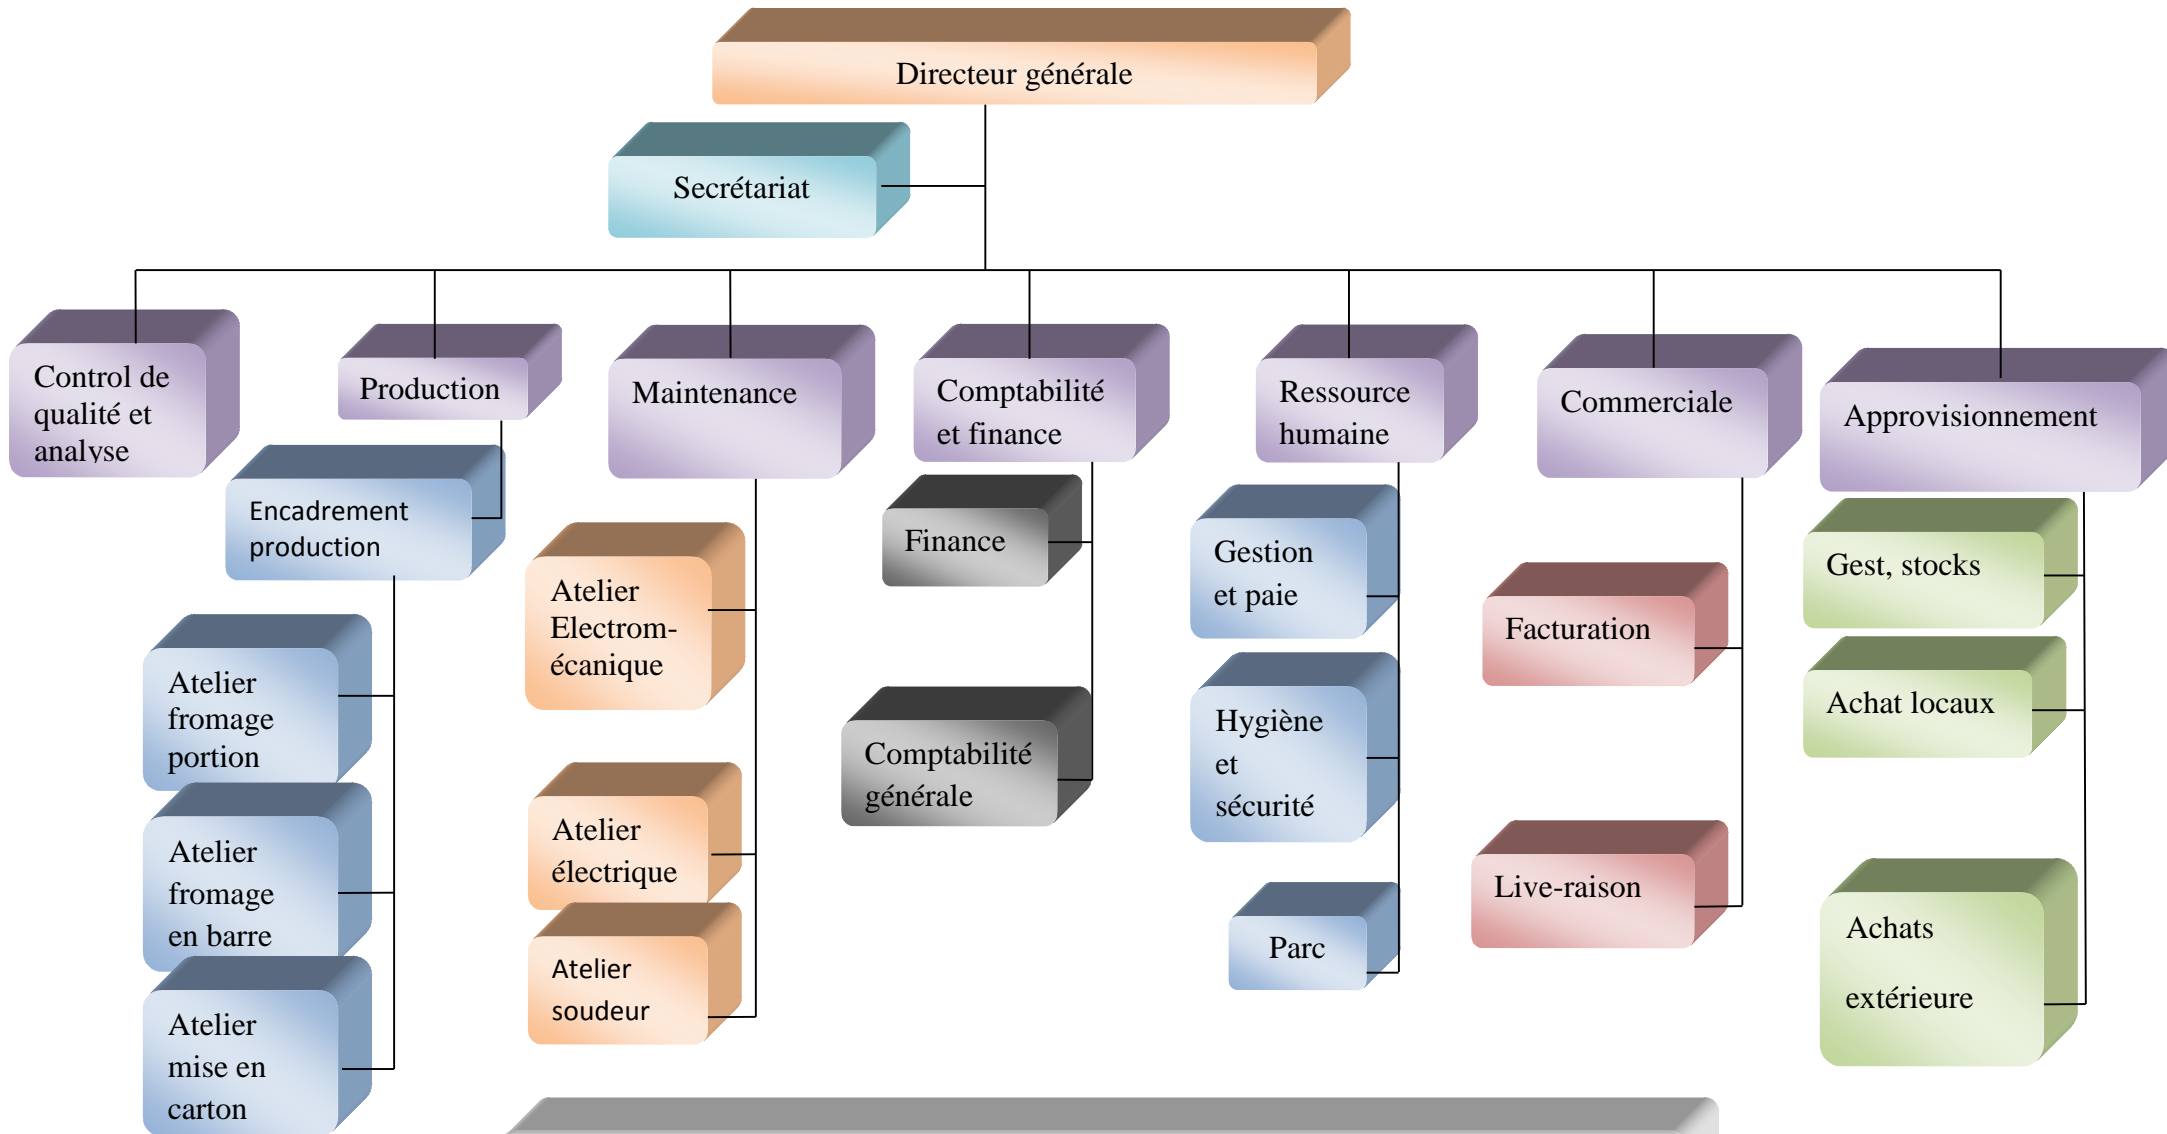 Directeur générale
Secrétariat
Control de
qualité et
analyse
Production
Maintenance
Comptabilité
et finance
Ressource
humaine
Commerciale
Approvisionnement
Encadrement
production
Atelier
fromage
portion
Atelier
fromage
en barre
Atelier
mise en
carton
Atelier
Electrom-
écanique
Atelier
électrique
Atelier
soudeur
Finance
Comptabilité
générale
Gestion
et paie
Hygiène
et
sécurité
Parc
Facturation
Live-raison
Gest, stocks
Achat locaux
Achats
extérieure